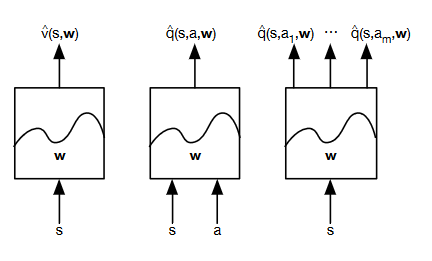 v̂(s,w) q̂(s,a,w) q̂(s,a₁,w) ··· q̂(s,aₘ,w)
w w w
s s a s